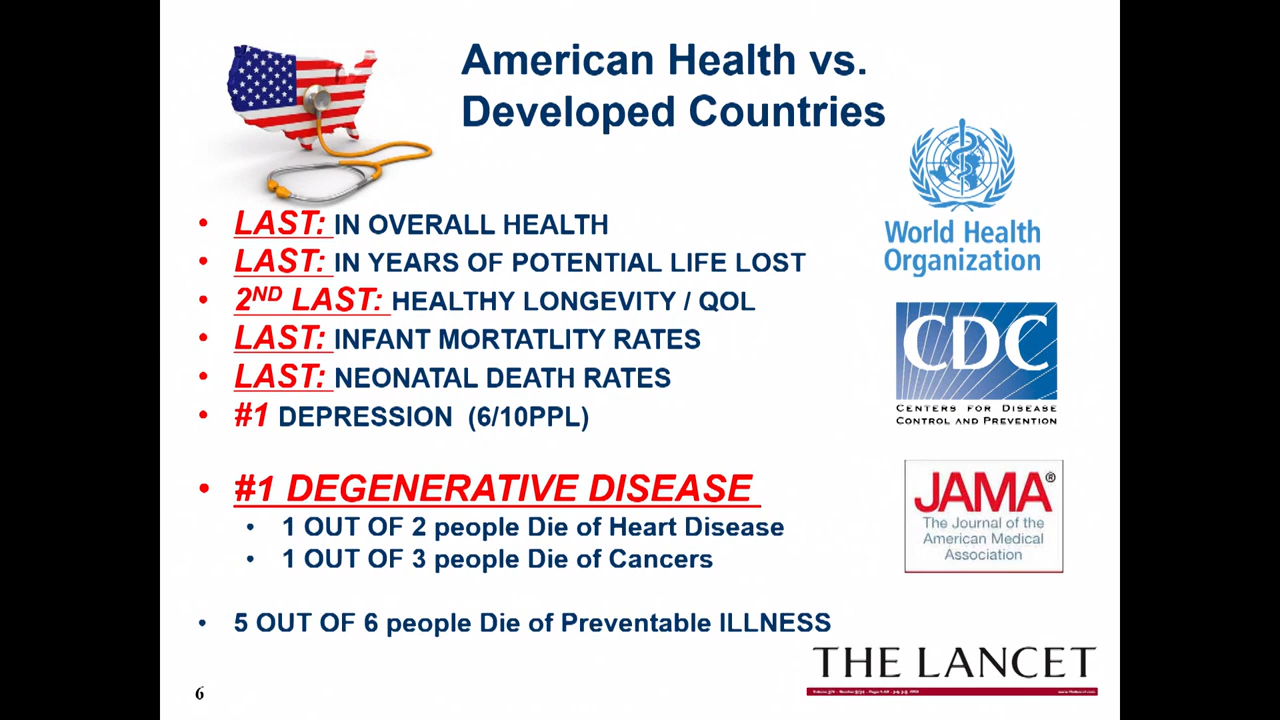 American Health vs.
Developed Countries
LAST: IN OVERALL HEALTH
LAST: IN YEARS OF POTENTIAL LIFE LOST
2ND LAST: HEALTHY LONGEVITY / QOL
LAST: INFANT MORTATLITY RATES
LAST: NEONATAL DEATH RATES
#1 DEPRESSION (6/10PPL)
#1 DEGENERATIVE DISEASE
1 OUT OF 2 people Die of Heart Disease
1 OUT OF 3 people Die of Cancers
5 OUT OF 6 people Die of Preventable ILLNESS
World Health
Organization
CDC
CENTERS FOR DISEASE
CONTROL AND PREVENTION
JAMA®
The Journal of the
American Medical
Association
THE LANCET
www.thelancet.com
6